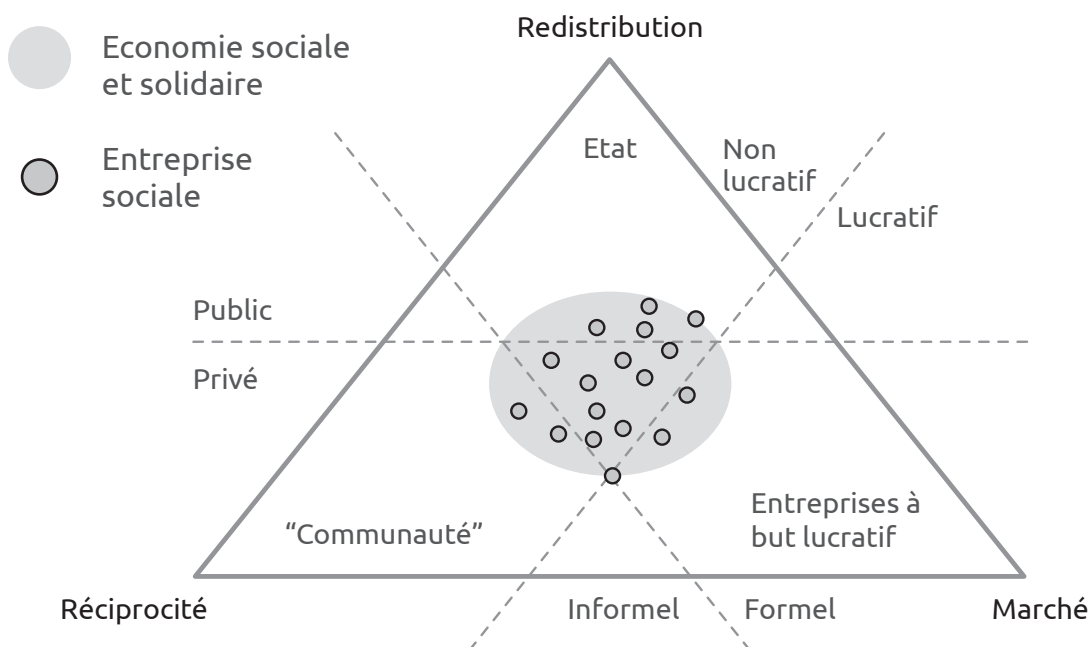 Redistribution
Economie sociale
et solidaire
Entreprise
sociale
Etat
Non
lucratif
Lucratif
Public
Privé
Entreprises à
but lucratif
“Communauté”
Réciprocité
Informel
Formel
Marché